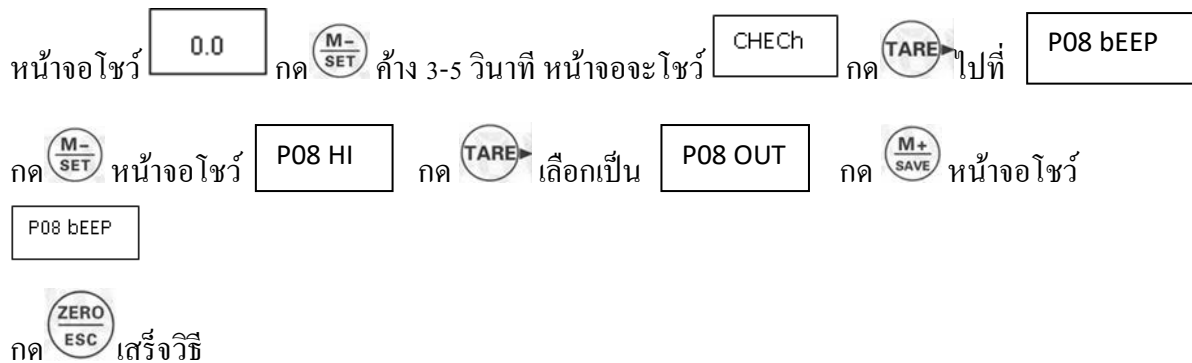 หน้าจอโชว์ 0.0 กด M- SET ค้าง 3-5 วินาที หน้าจอจะโชว์ CHECh กด TARE ไปที่ P08 bEEP
กด M- SET หน้าจอโชว์ P08 HI กด TARE เลือกเป็น P08 OUT กด M+ SAVE หน้าจอโชว์
P08 bEEP
กด ZERO ESC เสร็จวิธี